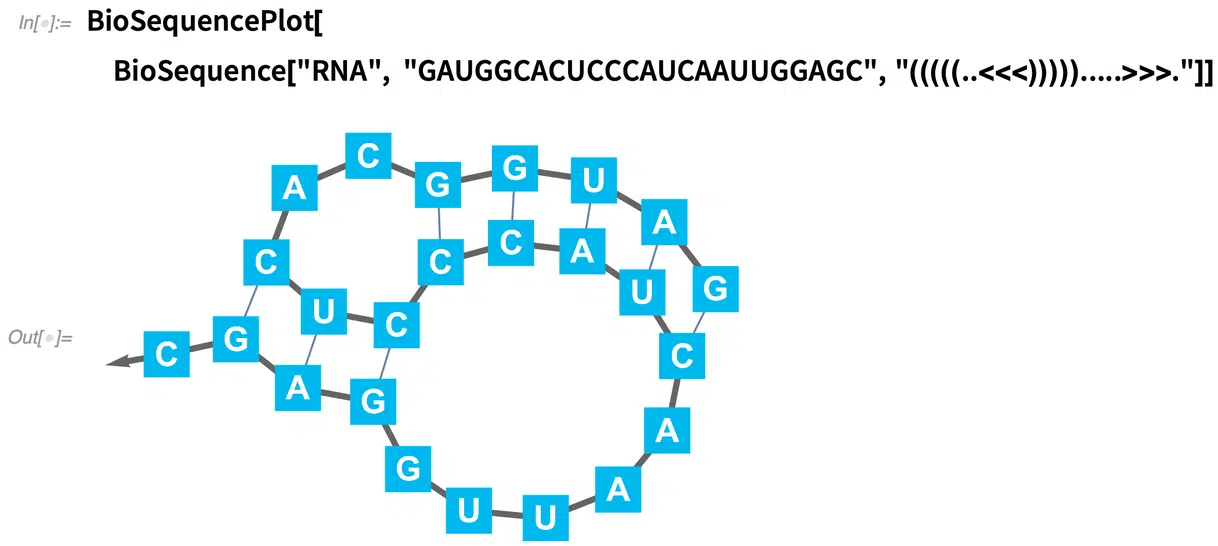 In[●]:= BioSequencePlot[
BioSequence["RNA", "GAUGGCACUCCCAUCAAUUGGAGC", "(((((..<<<))))).....>>>."]]
C
G
U
A
G
G
A
C
C
A
C
U
C
U
G
Out[●]=
C
G
C
A
A
G
A
U
U